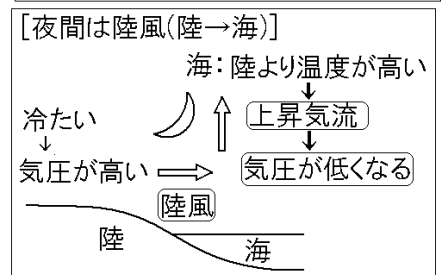 [夜間は陸風(陸→海)]
海:陸より温度が高い
↓
上昇気流
冷たい
↓
↓
気圧が高い ⇒ 気圧が低くなる
陸風
陸
海